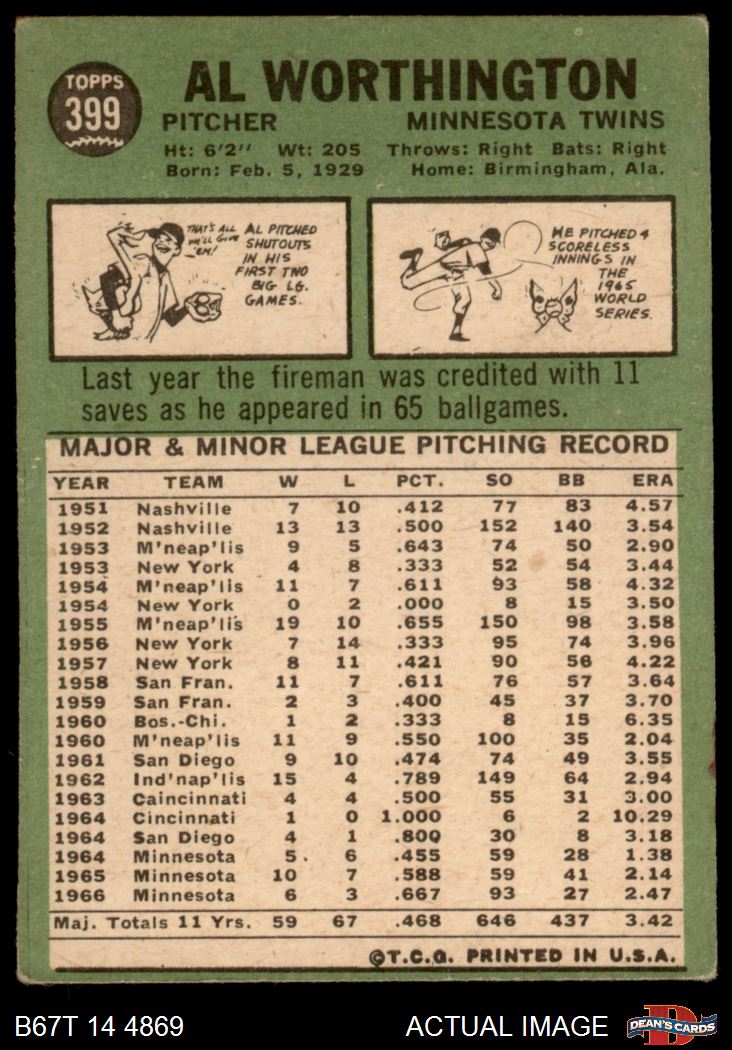 TOPPS
399
AL WORTHINGTON
PITCHER MINNESOTA TWINS
Ht: 6'2'' Wt: 205 Throws: Right Bats: Right
Born: Feb. 5, 1929 Home: Birmingham, Ala.
THAT'S ALL
WE'LL GIVE
'EM!
AL PITCHED
SHUTOUTS
IN HIS
FIRST TWO
BIG LG.
GAMES.
HE PITCHED 4
SCORELESS
INNINGS IN
THE
1965
WORLD
SERIES.
Last year the fireman was credited with 11
saves as he appeared in 65 ballgames.
MAJOR & MINOR LEAGUE PITCHING RECORD
YEAR TEAM W L PCT. SO BB ERA
1951 Nashville 7 10 .412 77 83 4.57
1952 Nashville 13 13 .500 152 140 3.54
1953 M'neap'lis 9 5 .643 74 50 2.90
1953 New York 4 8 .333 52 54 3.44
1954 M'neap'lis 11 7 .611 93 58 4.32
1954 New York 0 2 .000 8 15 3.50
1955 M'neap'lis 19 10 .655 150 98 3.58
1956 New York 7 14 .333 95 74 3.96
1957 New York 8 11 .421 90 56 4.22
1958 San Fran. 11 7 .611 76 57 3.64
1959 San Fran. 2 3 .400 45 37 3.70
1960 Bos.-Chi. 1 2 .333 8 15 6.35
1960 M'neap'lis 11 9 .550 100 35 2.04
1961 San Diego 9 10 .474 74 49 3.55
1962 Ind'nap'lis 15 4 .789 149 64 2.94
1963 Caincinnati 4 4 .500 55 31 3.00
1964 Cincinnati 1 0 1.000 6 2 10.29
1964 San Diego 4 1 .800 30 8 3.18
1964 Minnesota 5 6 .455 59 28 1.38
1965 Minnesota 10 7 .588 59 41 2.14
1966 Minnesota 6 3 .667 93 27 2.47
Maj. Totals 11 Yrs. 59 67 .468 646 437 3.42
©T.C.G. PRINTED IN U.S.A.
B67T 14 4869 ACTUAL IMAGE
D
DEAN'S CARDS